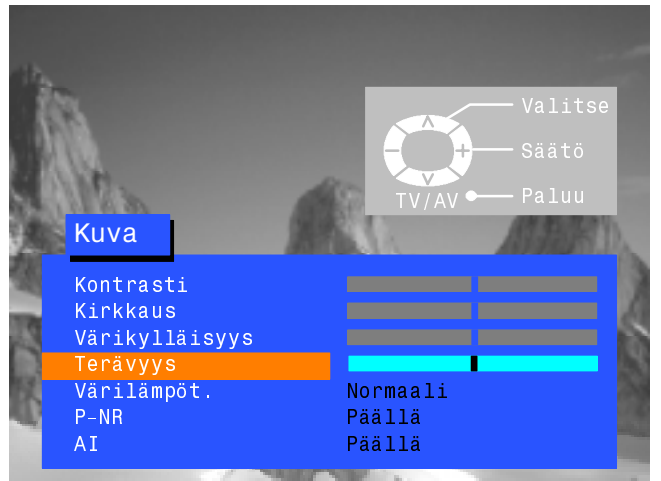 Valitse
Säätö
TV/AV Paluu
Kuva
Kontrasti
Kirkkaus
Värikylläisyys
Terävyys
Värilämpöt. Normaali
P-NR Päällä
AI Päällä